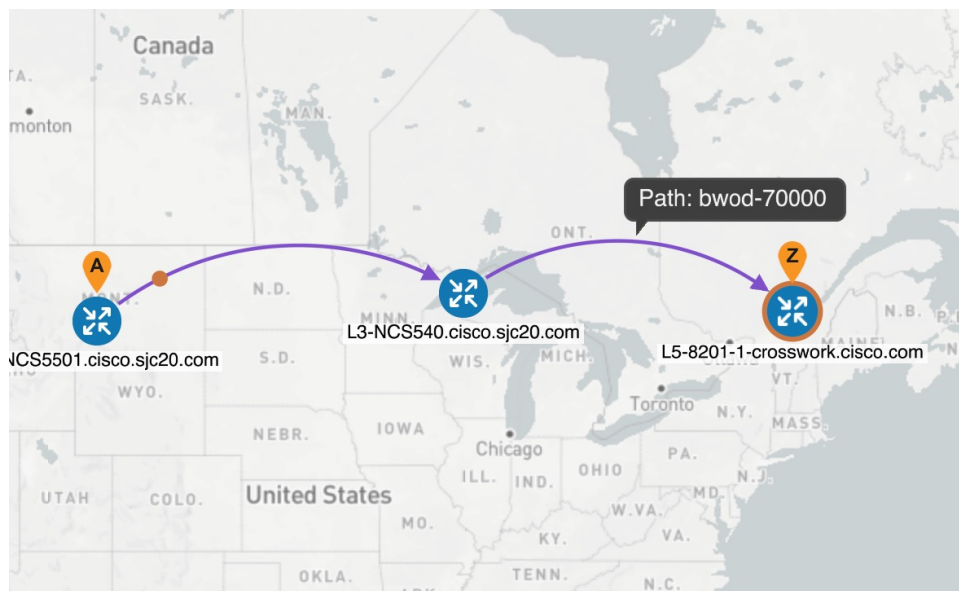 Canada
TA.
SASK.
MAN.
monton
Path: bwod-70000
ONT.
A
Z
MONT.
N.D.
MINN.
N.B.
P.E
L3-NCS540.cisco.sjc20.com
NCS5501.cisco.sjc20.com
L5-8201-1-crosswork.cisco.com
MAINE
S.D.
WIS.
MICH.
VT.
WYO.
Toronto
N.Y.
MASS.
NEBR.
IOWA
Chicago
PA.
N.J.
ILL.
IND.
OHIO
UTAH
COLO.
United States
MD.
W.VA.
MO.
KY.
VA.
OKLA.
TENN.
N.C.